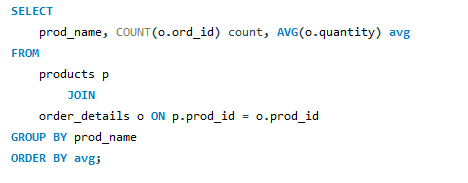 SELECT
prod_name, COUNT(o.ord_id) count, AVG(o.quantity) avg
FROM
products p
JOIN
order_details o ON p.prod_id = o.prod_id
GROUP BY prod_name
ORDER BY avg;